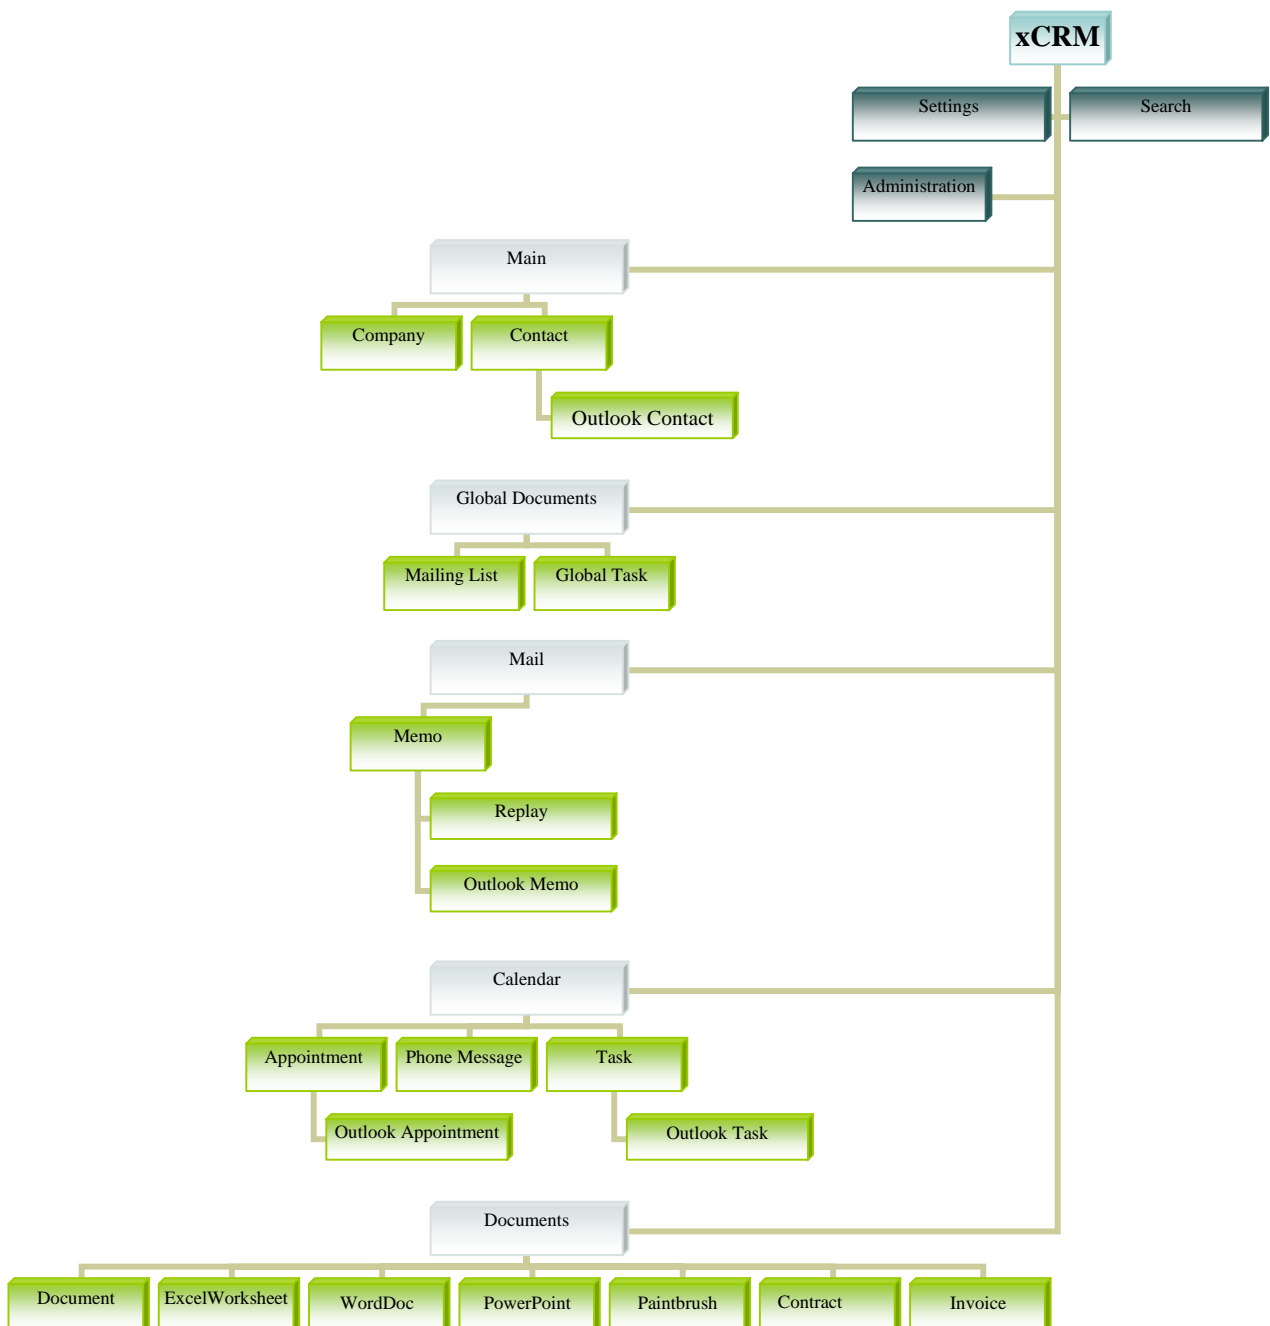 xCRM
Settings
Search
Administration
Main
Company
Contact
Outlook Contact
Global Documents
Mailing List
Global Task
Mail
Memo
Replay
Outlook Memo
Calendar
Appointment
Phone Message
Task
Outlook Appointment
Outlook Task
Documents
Document
ExcelWorksheet
WordDoc
PowerPoint
Paintbrush
Contract
Invoice